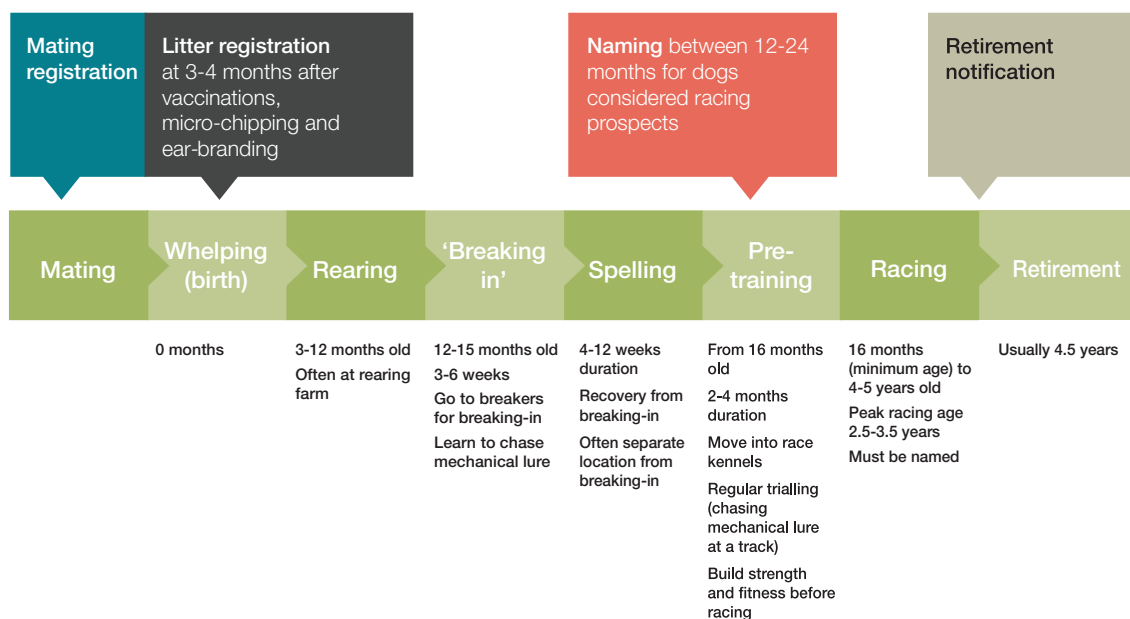 Mating
registration
Litter registration
at 3-4 months after
vaccinations,
micro-chipping and
ear-branding
Naming between 12-24
months for dogs
considered racing
prospects
Retirement
notification
Mating
Whelping
(birth)
Rearing
‘Breaking
in’
Spelling
Pre-
training
Racing
Retirement
0 months
3-12 months old
Often at rearing
farm
12-15 months old
3-6 weeks
Go to breakers
for breaking-in
Learn to chase
mechanical lure
4-12 weeks
duration
Recovery from
breaking-in
Often separate
location from
breaking-in
From 16 months
old
2-4 months
duration
Move into race
kennels
Regular trialling
(chasing
mechanical lure
at a track)
Build strength
and fitness before
racing
16 months
(minimum age) to
4-5 years old
Peak racing age
2.5-3.5 years
Must be named
Usually 4.5 years